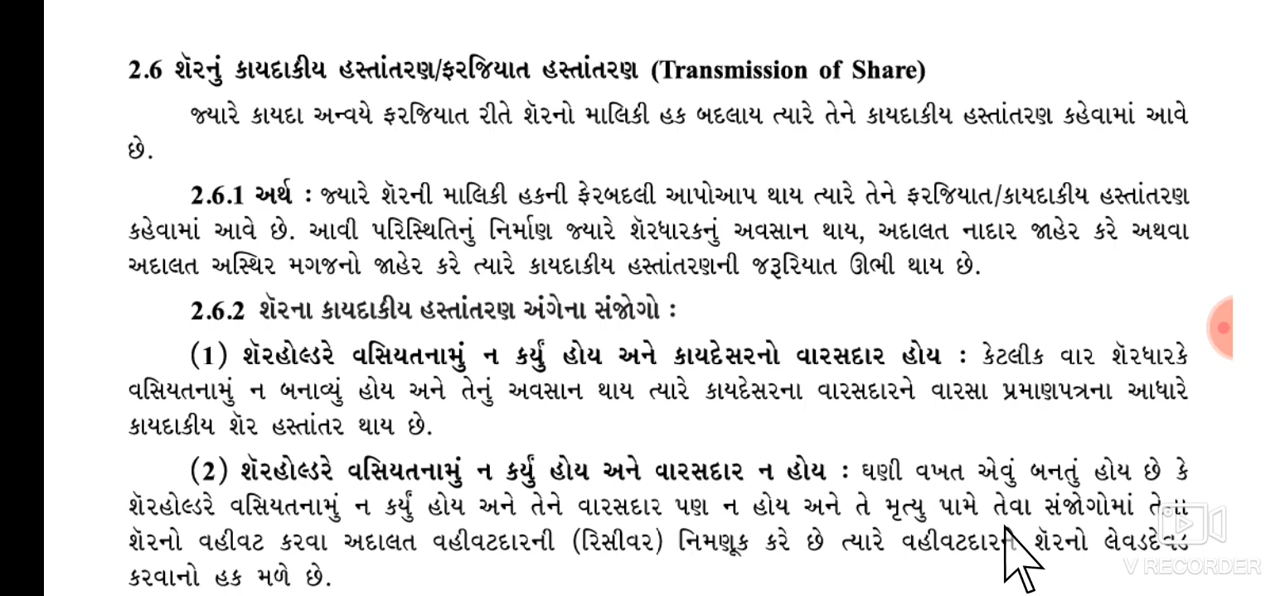 2.6 શૅરનું કાયદાકીય હસ્તાંતરણ/ફરજિયાત હસ્તાંતરણ (Transmission of Share)
જ્યારે કાયદા અન્વયે ફરજિયાત રીતે શૅરનો માલિકી હક બદલાય ત્યારે તેને કાયદાકીય હસ્તાંતરણ કહેવામાં આવે
છે.
2.6.1 અર્થ : જ્યારે શૅરની માલિકી હકની ફેરબદલી આપોઆપ થાય ત્યારે તેને ફરજિયાત/કાયદાકીય હસ્તાંતરણ
કહેવામાં આવે છે. આવી પરિસ્થિતિનું નિર્માણ જ્યારે શૅરધારકનું અવસાન થાય, અદાલત નાદાર જાહેર કરે અથવા
અદાલત અસ્થિર મગજનો જાહેર કરે ત્યારે કાયદાકીય હસ્તાંતરણની જરૂરિયાત ઊભી થાય છે.
2.6.2 શૅરના કાયદાકીય હસ્તાંતરણ અંગેના સંજોગો :
(1) શૅરહોલ્ડરે વસિયતનામું ન કર્યું હોય અને કાયદેસરનો વારસદાર હોય : કેટલીક વાર શૅરધારકે
વસિયતનામું ન બનાવ્યું હોય અને તેનું અવસાન થાય ત્યારે કાયદેસરના વારસદારને વારસા પ્રમાણપત્રના આધારે
કાયદાકીય શૅર હસ્તાંતર થાય છે.
(2) શૅરહોલ્ડરે વસિયતનામું ન કર્યું હોય અને વારસદાર ન હોય : ઘણી વખત એવું બનતું હોય છે કે
શૅરહોલ્ડરે વસિયતનામું ન કર્યું હોય અને તેને વારસદાર પણ ન હોય અને તે મૃત્યુ પામે તેવા સંજોગોમાં તેના
શૅરનો વહીવટ કરવા અદાલત વહીવટદારની (રિસીવર) નિમણૂક કરે છે ત્યારે વહીવટદારને શૅરનો લેવડદેવડ
કરવાનો હક મળે છે.
V RECORDER